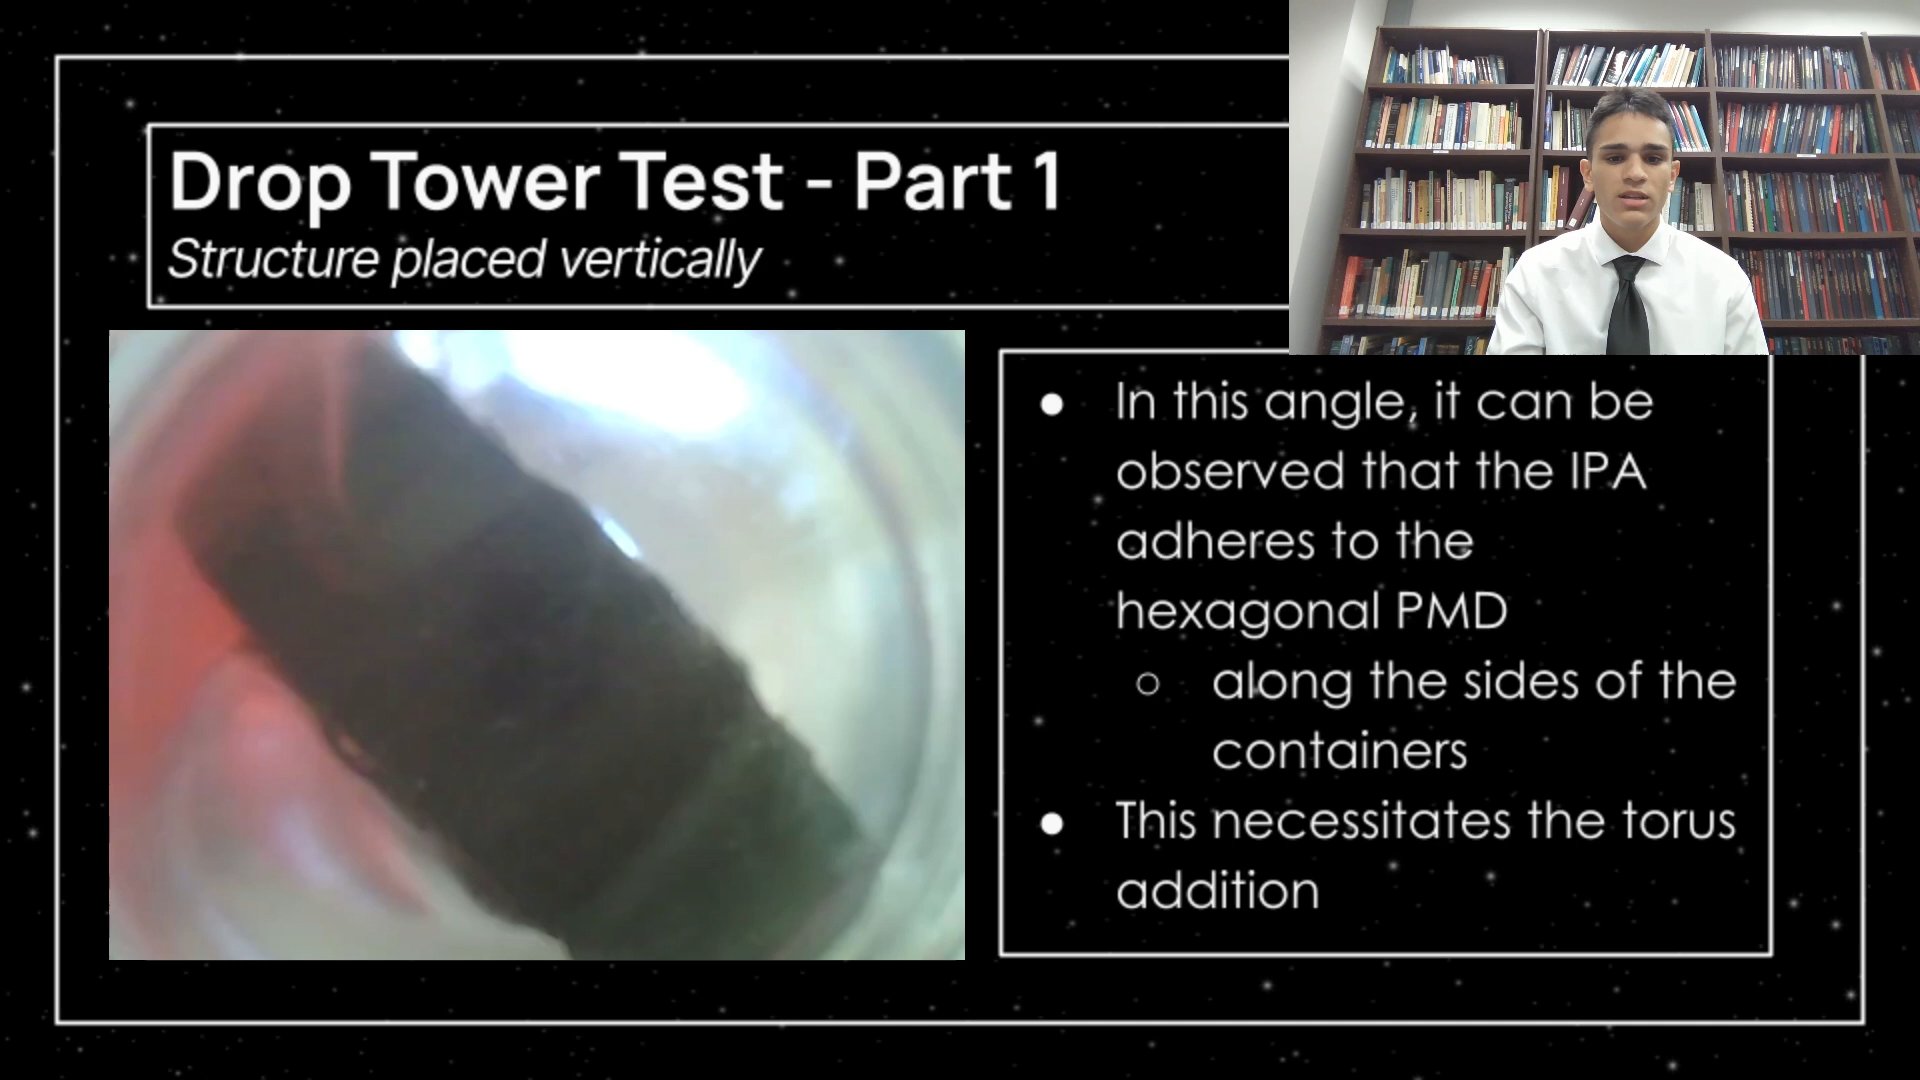 Drop Tower Test - Part 1
Structure placed vertically
● In this angle, it can be
observed that the IPA
adheres to the
hexagonal PMD
○ along the sides of the
containers
● This necessitates the torus
addition